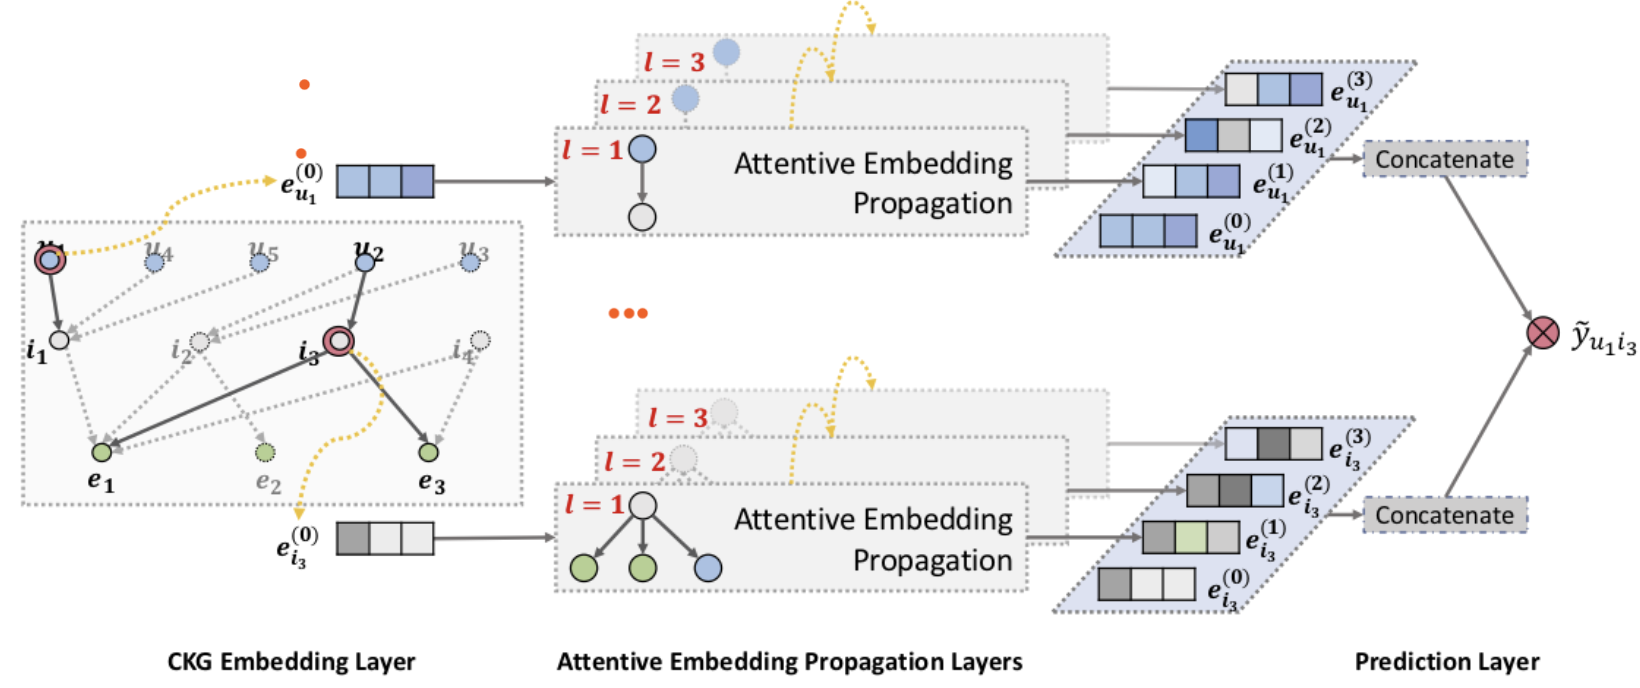 l = 3
l = 2
l = 1
Attentive Embedding
Propagation
e_{u_1}^{(0)}
e_{u_1}^{(3)}
e_{u_1}^{(2)}
e_{u_1}^{(1)}
e_{u_1}^{(0)}
Concatenate
u_1 u_4 u_5 u_2 u_3
i_1 i_2 i_3 i_4
e_1 e_2 e_3
ỹ_{u_1 i_3}
l = 3
l = 2
l = 1
Attentive Embedding
Propagation
e_{i_3}^{(0)}
e_{i_3}^{(3)}
e_{i_3}^{(2)}
e_{i_3}^{(1)}
e_{i_3}^{(0)}
Concatenate
CKG Embedding Layer
Attentive Embedding Propagation Layers
Prediction Layer